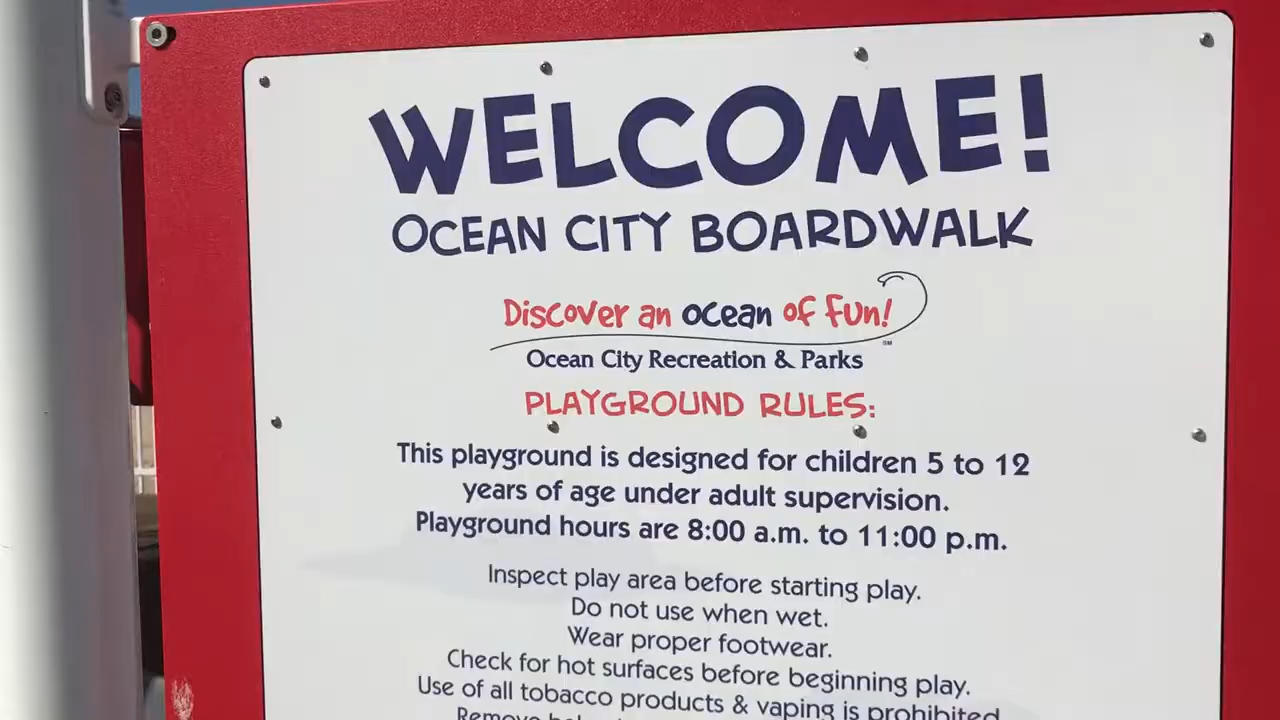 WELCOME!
OCEAN CITY BOARDWALK
Discover an ocean of fun!
SM
Ocean City Recreation & Parks
PLAYGROUND RULES:
This playground is designed for children 5 to 12
years of age under adult supervision.
Playground hours are 8:00 a.m. to 11:00 p.m.
Inspect play area before starting play.
Do not use when wet.
Wear proper footwear.
Check for hot surfaces before beginning play.
Use of all tobacco products & vaping is prohibited